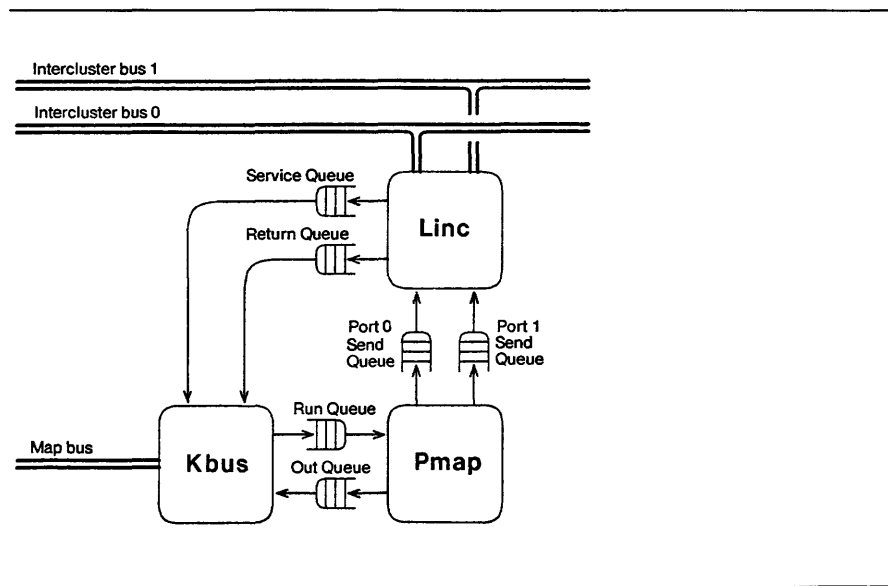 Intercluster bus 1
Intercluster bus 0
Service Queue
Linc
Return Queue
Port 0
Send
Queue
Port 1
Send
Queue
Run Queue
Map bus
Kbus
Pmap
Out Queue